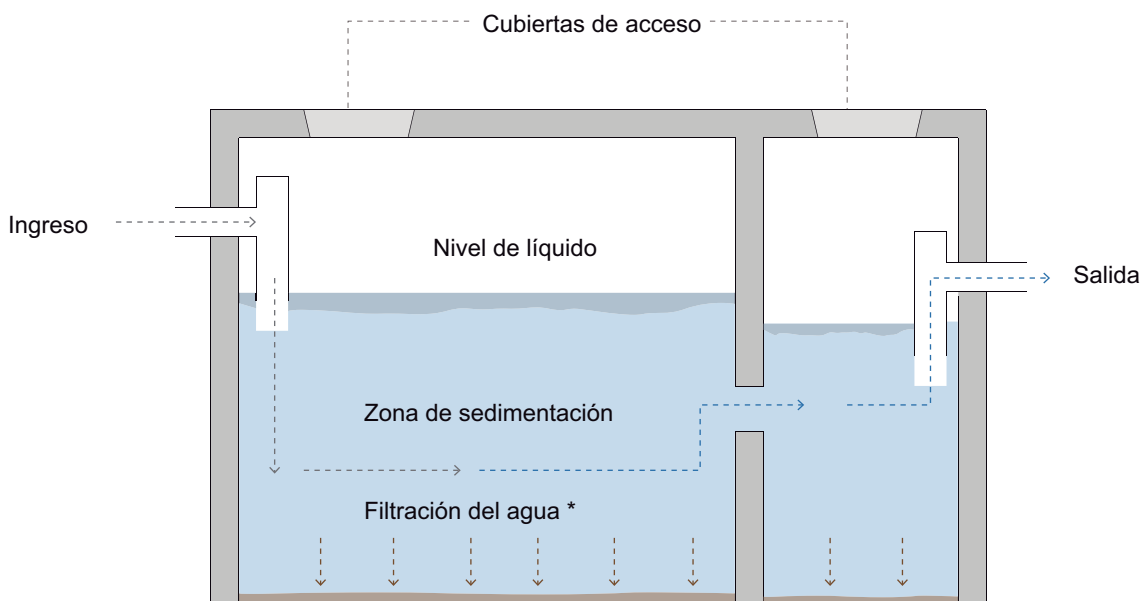 Cubiertas de acceso
Ingreso
Nivel de líquido
Salida
Zona de sedimentación
Filtración del agua *